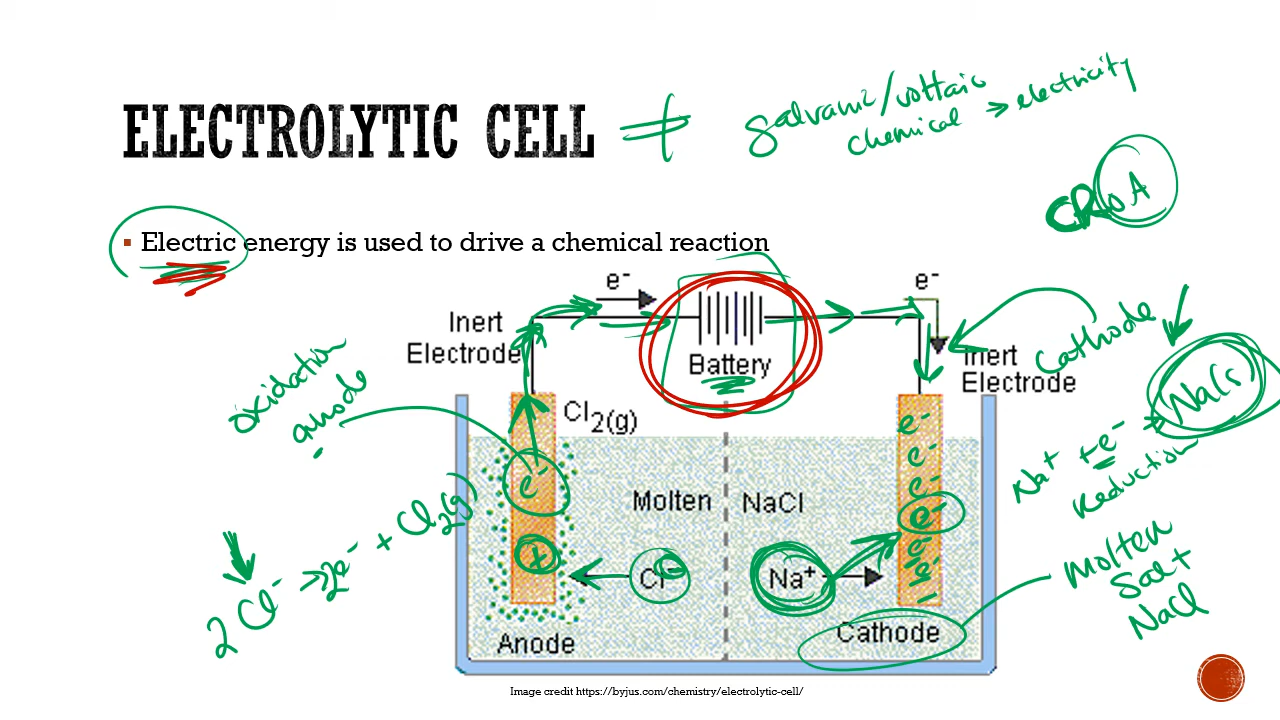 ELECTROLYTIC CELL ≠ galvanic/voltaic
chemical → electricity
CROA
Electric energy is used to drive a chemical reaction
e⁻
e⁻
Inert
Electrode
Battery
Inert
Electrode
Cathode
oxidation
anode
Cl2(g)
e⁻
e⁻
e⁻
e⁻
e⁻
Na⁺ + e⁻ → Na(s)
Reduction
Molten NaCl
2Cl⁻ → 2e⁻ + Cl2(g)
+
Cl⁻
Na⁺
Molten
Salt
NaCl
Anode
Cathode
Image credit https://byjus.com/chemistry/electrolytic-cell/